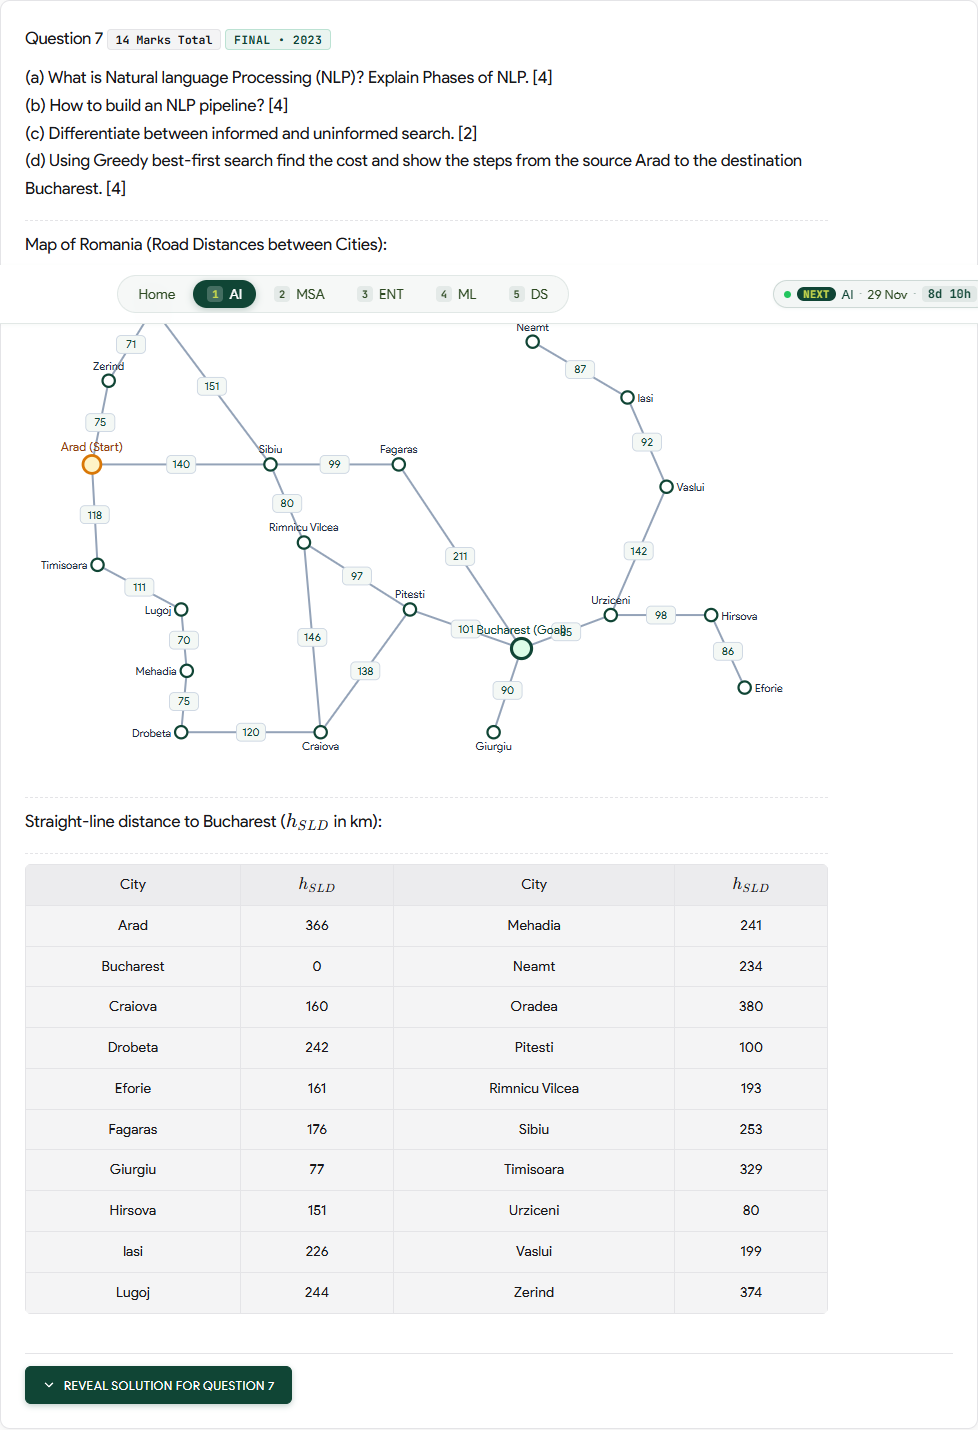 Question 7 14 Marks Total FINAL • 2023
(a) What is Natural language Processing (NLP)? Explain Phases of NLP. [4]
(b) How to build an NLP pipeline? [4]
(c) Differentiate between informed and uninformed search. [2]
(d) Using Greedy best-first search find the cost and show the steps from the source Arad to the destination
Bucharest. [4]
Map of Romania (Road Distances between Cities):
Home 1 AI 2 MSA 3 ENT 4 ML 5 DS NEXT AI · 29 Nov · 8d 10h
Neamt
71
Zerind
87
151
Iasi
75
92
Arad (Start)
Sibiu
Fagaras
140
99
Vaslui
80
118
Rimnicu Vilcea
142
211
Timisoara
97
111
Pitesti
Urziceni
Lugoj
98
Hirsova
101
Bucharest (Goal)
85
146
70
86
Mehadia
138
90
Eforie
75
Drobeta
120
Craiova
Giurgiu
Straight-line distance to Bucharest (hSLD in km):
City hSLD City hSLD
Arad 366 Mehadia 241
Bucharest 0 Neamt 234
Craiova 160 Oradea 380
Drobeta 242 Pitesti 100
Eforie 161 Rimnicu Vilcea 193
Fagaras 176 Sibiu 253
Giurgiu 77 Timisoara 329
Hirsova 151 Urziceni 80
Iasi 226 Vaslui 199
Lugoj 244 Zerind 374
REVEAL SOLUTION FOR QUESTION 7